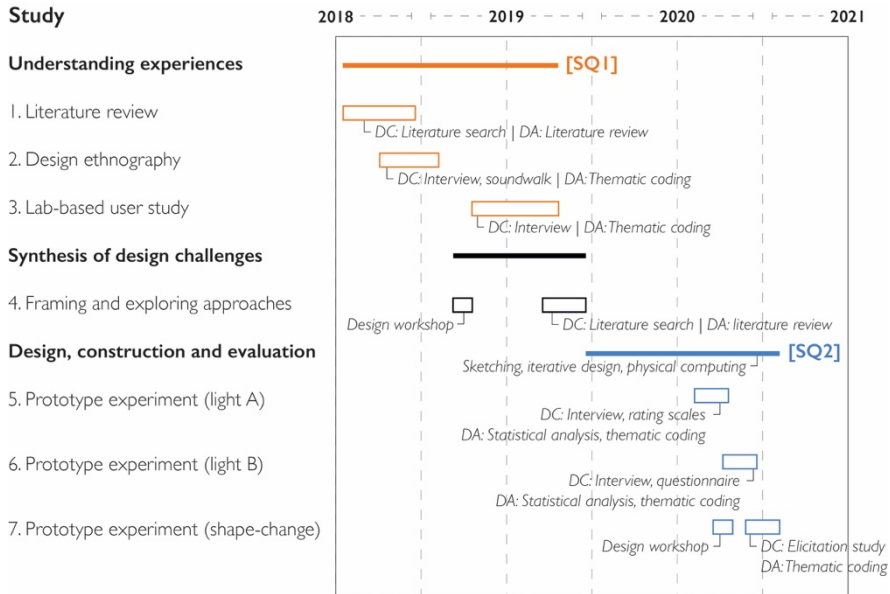 Study
2018
2019
2020
2021
Understanding experiences
[SQ1]
1. Literature review
DC: Literature search | DA: Literature review
2. Design ethnography
DC: Interview, soundwalk | DA: Thematic coding
3. Lab-based user study
DC: Interview | DA: Thematic coding
Synthesis of design challenges
4. Framing and exploring approaches
Design workshop
DC: Literature search | DA: literature review
Design, construction and evaluation
[SQ2]
Sketching, iterative design, physical computing
5. Prototype experiment (light A)
DC: Interview, rating scales
DA: Statistical analysis, thematic coding
6. Prototype experiment (light B)
DC: Interview, questionnaire
DA: Statistical analysis, thematic coding
7. Prototype experiment (shape-change)
Design workshop
DC: Elicitation study
DA: Thematic coding